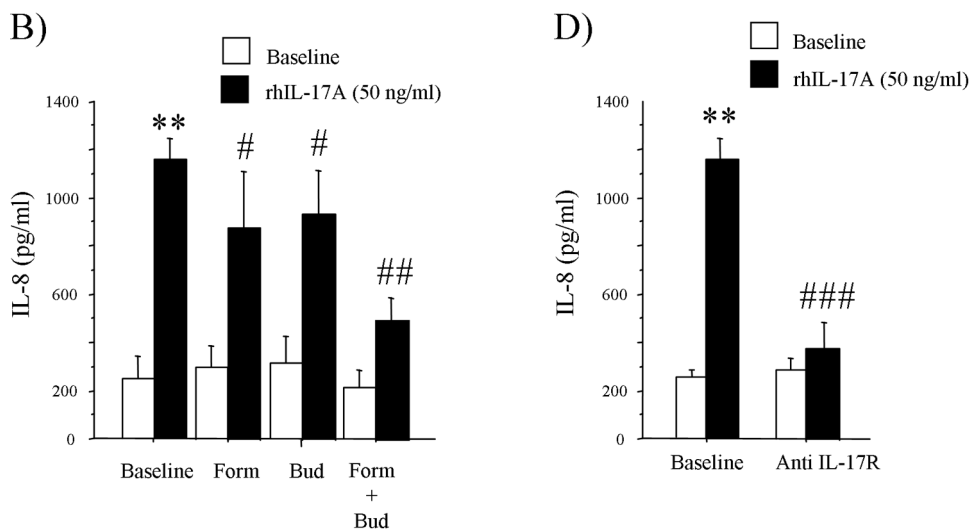 B)
Baseline
rhIL-17A (50 ng/ml)
IL-8 (pg/ml)
1400
1000
600
200
0
**
#
#
##
Baseline
Form
Bud
Form
+
Bud
D)
Baseline
rhIL-17A (50 ng/ml)
IL-8 (pg/ml)
1400
1000
600
200
0
**
###
Baseline
Anti IL-17R